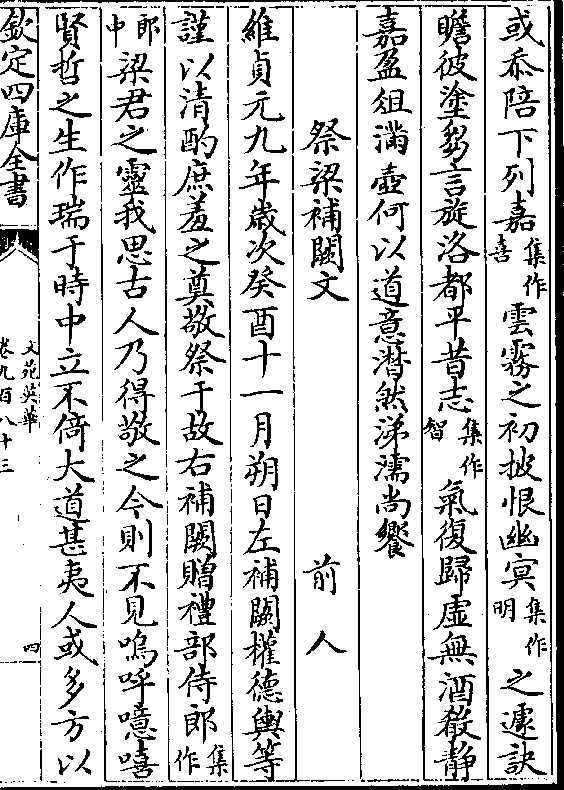 或忝陪下列嘉集作喜雲霧之初披恨幽冥集作明之遽訣
瞻彼塗芻言旋洛都平昔志集作智氣復歸虛無酒殽靜
嘉盈俎滿壺何以道意潸然涕濡尚饗
祭梁補闕文 前人
維貞元九年歲次癸酉十一月朔日左補闕權德輿等
謹以清酌庶羞之奠敬祭于故右補闕贈禮部侍郎集作
郎中梁君之靈我思古人乃得敬之今則不見嗚呼噫嘻
賢哲之生作瑞于時中立不倚大道甚夷人或多方以
欽定四庫全書
文苑英華
卷九百八十三
四